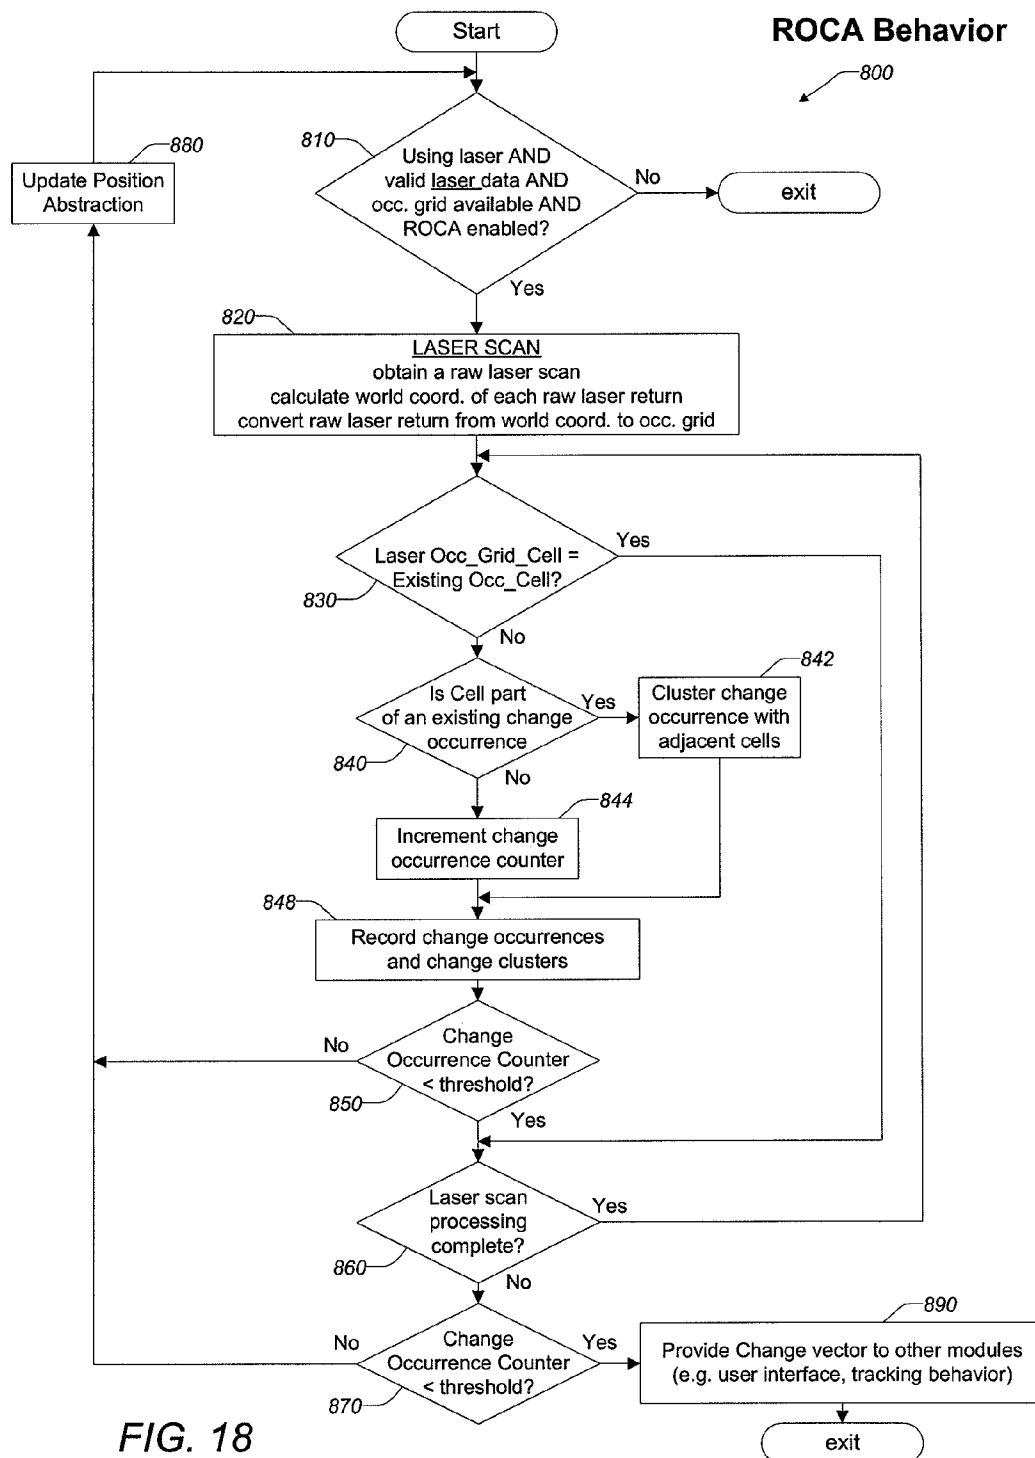 Start
ROCA Behavior
800
810
880
Using laser AND
valid laser data AND
occ. grid available AND
ROCA enabled?
No
exit
Update Position
Abstraction
Yes
820
LASER SCAN
obtain a raw laser scan
calculate world coord. of each raw laser return
convert raw laser return from world coord. to occ. grid
Yes
Laser Occ_Grid_Cell =
Existing Occ_Cell?
830
No
842
Is Cell part
of an existing change
occurrence
Yes
Cluster change
occurrence with
adjacent cells
840
No
844
Increment change
occurrence counter
848
Record change occurrences
and change clusters
No
Change
Occurrence Counter
< threshold?
850
Yes
Laser scan
processing
complete?
Yes
860
No
890
No
Change
Occurrence Counter
< threshold?
Yes
Provide Change vector to other modules
(e.g. user interface, tracking behavior)
870
exit
FIG. 18